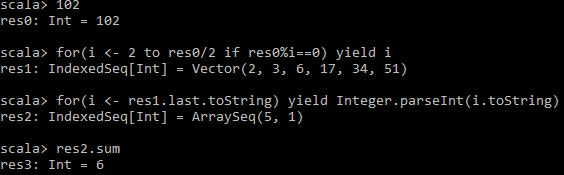 scala> 102
res0: Int = 102
scala> for(i <- 2 to res0/2 if res0%i==0) yield i
res1: IndexedSeq[Int] = Vector(2, 3, 6, 17, 34, 51)
scala> for(i <- res1.last.toString) yield Integer.parseInt(i.toString)
res2: IndexedSeq[Int] = ArraySeq(5, 1)
scala> res2.sum
res3: Int = 6